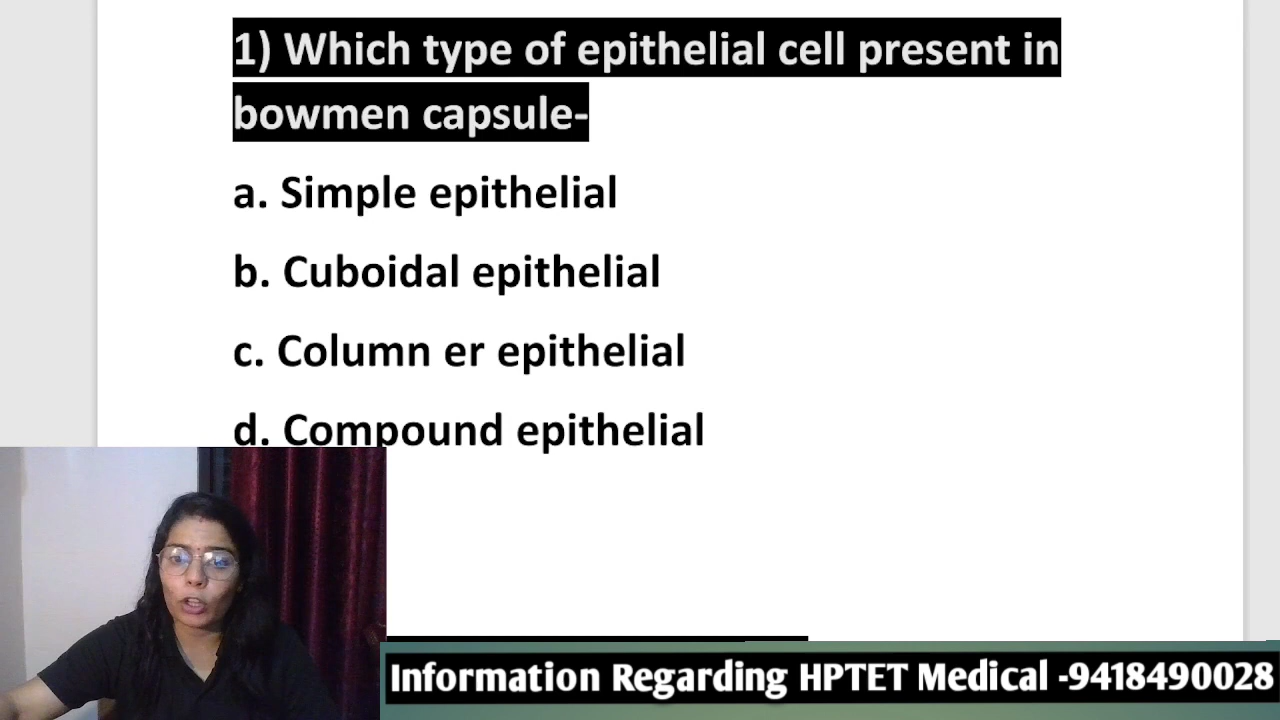 1) Which type of epithelial cell present in
bowmen capsule-
a. Simple epithelial
b. Cuboidal epithelial
c. Column er epithelial
d. Compound epithelial
Information Regarding HPTET Medical -9418490028